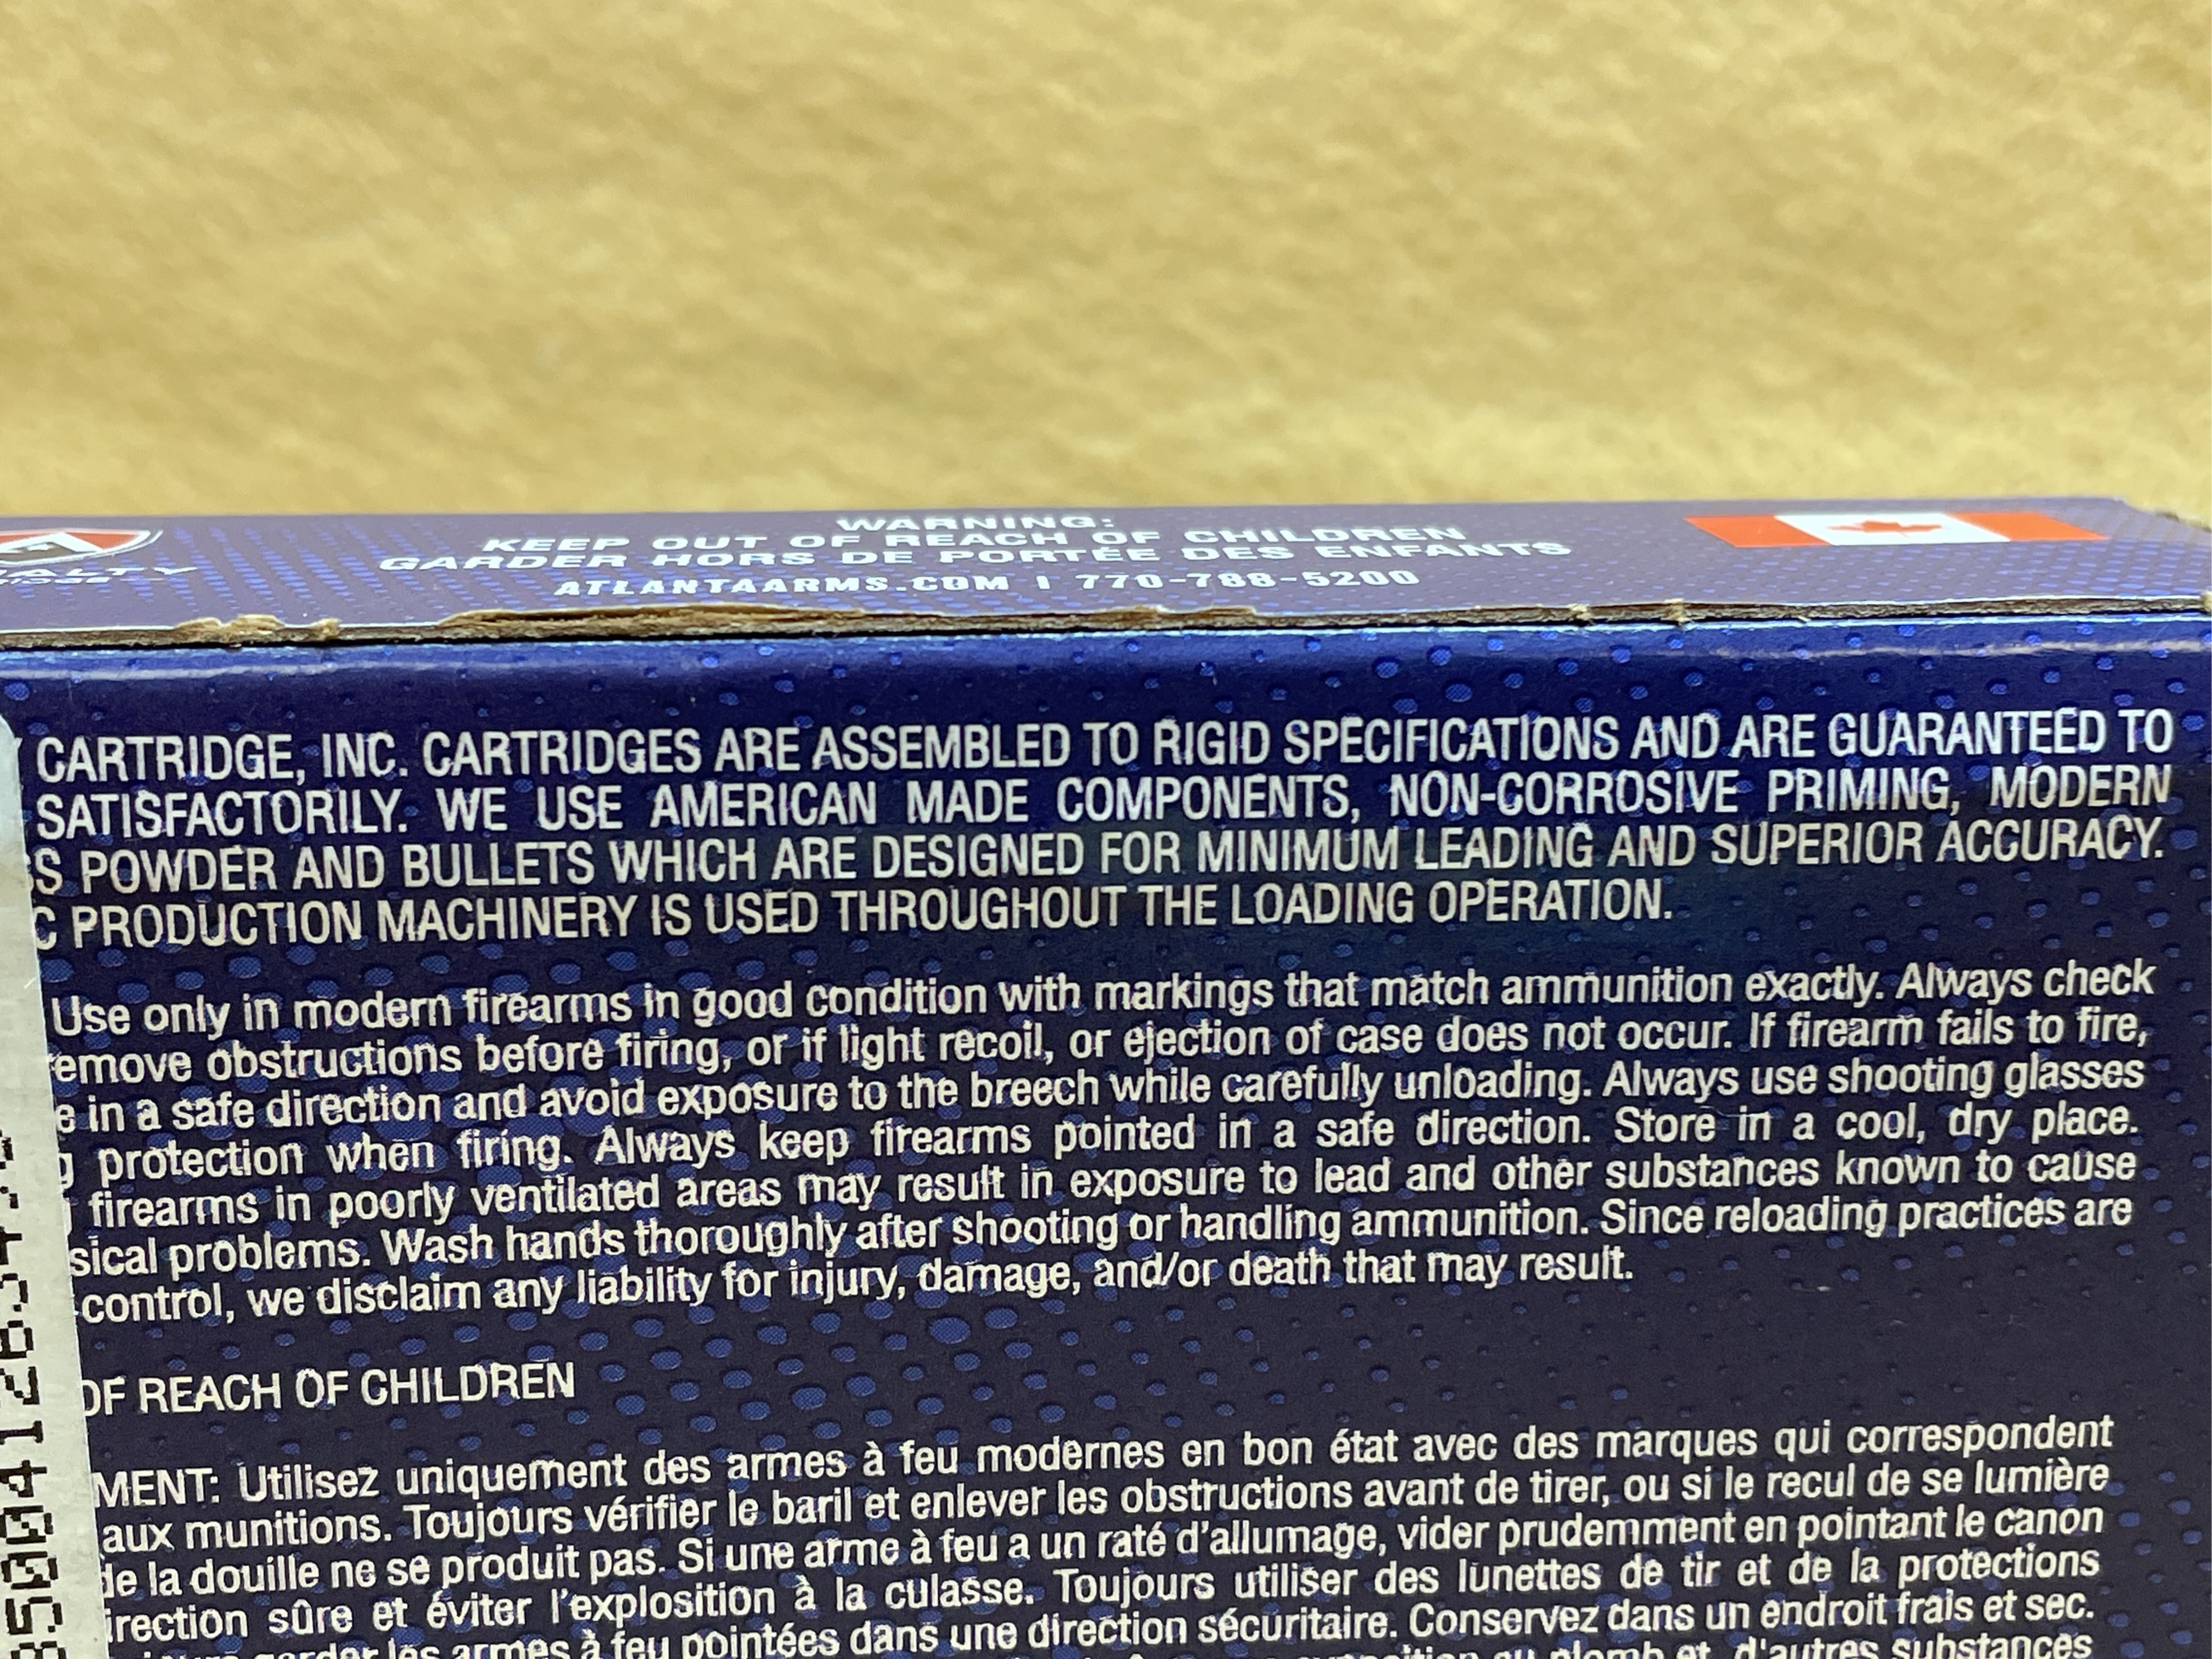 WARNING:
KEEP OUT OF REACH OF CHILDREN
GARDER HORS DE PORTÉE DES ENFANTS
ATLANTAARMS.COM | 770-788-5200
CARTRIDGE, INC. CARTRIDGES ARE ASSEMBLED TO RIGID SPECIFICATIONS AND ARE GUARANTEED TO
SATISFACTORILY. WE USE AMERICAN MADE COMPONENTS, NON-CORROSIVE PRIMING, MODERN
S POWDER AND BULLETS WHICH ARE DESIGNED FOR MINIMUM LEADING AND SUPERIOR ACCURACY.
C PRODUCTION MACHINERY IS USED THROUGHOUT THE LOADING OPERATION.
Use only in modern firearms in good condition with markings that match ammunition exactly. Always check
emove obstructions before firing, or if light recoil, or ejection of case does not occur. If firearm fails to fire,
e in a safe direction and avoid exposure to the breech while carefully unloading. Always use shooting glasses
g protection when firing. Always keep firearms pointed in a safe direction. Store in a cool, dry place.
firearms in poorly ventilated areas may result in exposure to lead and other substances known to cause
sical problems. Wash hands thoroughly after shooting or handling ammunition. Since reloading practices are
control, we disclaim any liability for injury, damage, and/or death that may result.
OF REACH OF CHILDREN
MENT: Utilisez uniquement des armes à feu modernes en bon état avec des marques qui correspondent
aux munitions. Toujours vérifier le baril et enlever les obstructions avant de tirer, ou si le recul de se lumière
de la douille ne se produit pas. Si une arme à feu a un raté d'allumage, vider prudemment en pointant le canon
irection sûre et éviter l'explosition à la culasse. Toujours utiliser des lunettes de tir et de la protections
garder les armes à feu pointées dans une direction sécuritaire. Conservez dans un endroit frais et sec.
plomb et d'autres substances